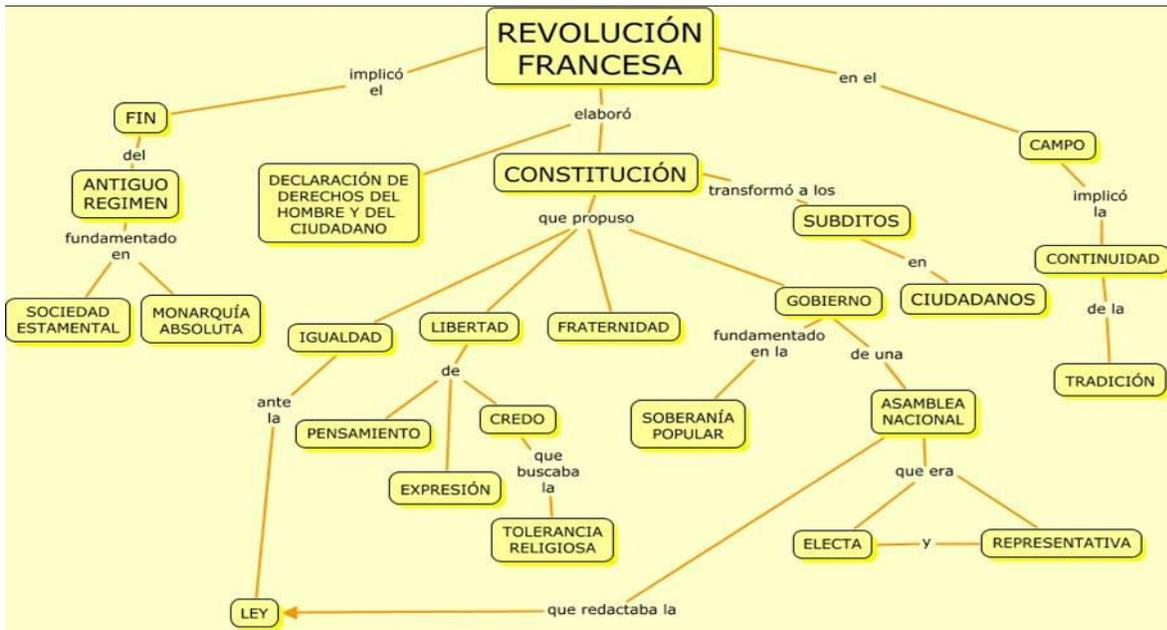 REVOLUCIÓN
FRANCESA
implicó
el
en el
FIN
elaboró
del
CAMPO
ANTIGUO
REGIMEN
DECLARACIÓN DE
DERECHOS DEL
HOMBRE Y DEL
CIUDADANO
CONSTITUCIÓN
transformó a los
implicó
la
fundamentado
en
que propuso
SUBDITOS
en
CONTINUIDAD
SOCIEDAD
ESTAMENTAL
MONARQUÍA
ABSOLUTA
IGUALDAD
LIBERTAD
FRATERNIDAD
GOBIERNO
CIUDADANOS
de la
fundamentado
en la
de una
de
TRADICIÓN
ante
la
PENSAMIENTO
CREDO
SOBERANÍA
POPULAR
ASAMBLEA
NACIONAL
que
buscaba
la
que era
EXPRESIÓN
TOLERANCIA
RELIGIOSA
ELECTA
y
REPRESENTATIVA
LEY
que redactaba la